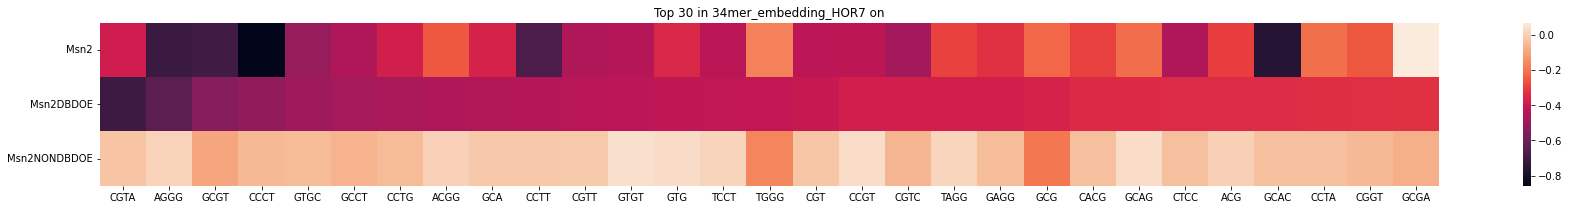 Top 30 in 34mer_embedding_HOR7 on
Msn2
Msn2DBDOE
Msn2NONDBDOE
CGTA AGGG GCGT CCCT GTGC GCCT CCTG ACGG GCA CCTT CGTT GTGT GTG TCCT TGGG CGT CCGT CGTC TAGG GAGG GCG CACG GCAG CTCC ACG GCAC CCTA CGGT GCGA
0.0
−0.2
−0.4
−0.6
−0.8